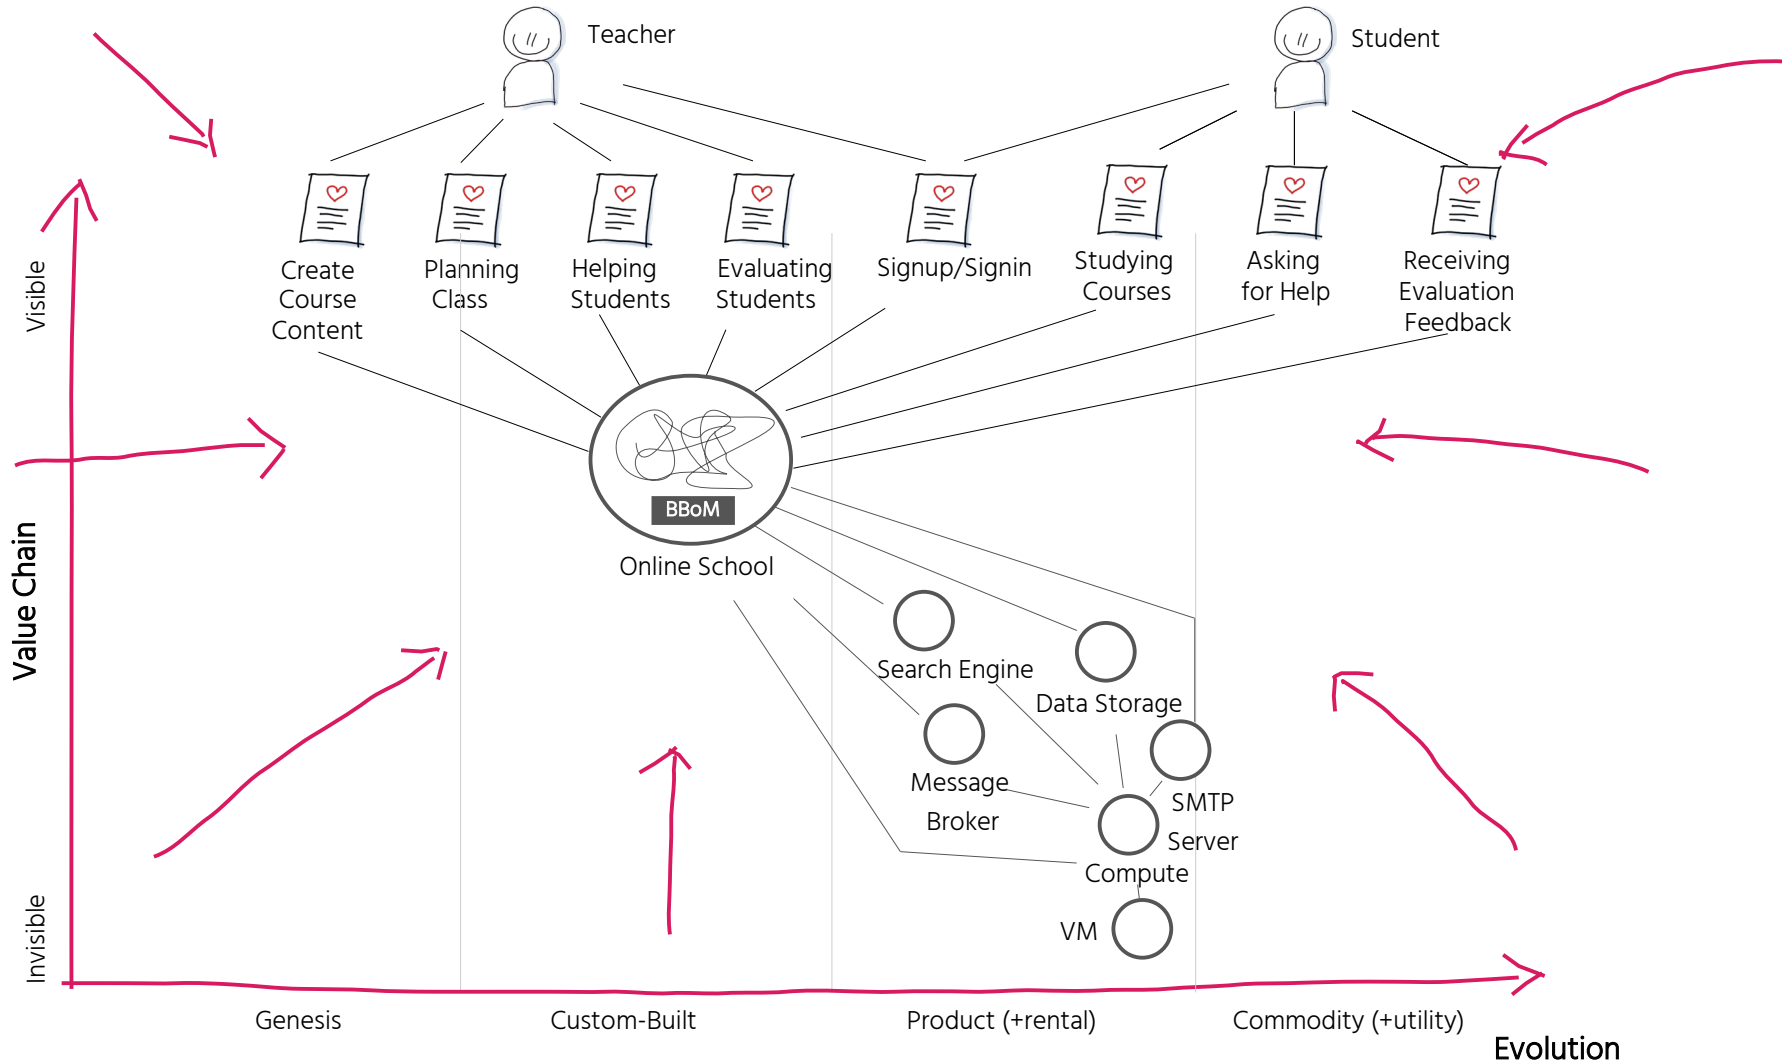 Teacher
Student
Create
Course
Content
Planning
Class
Helping
Students
Evaluating
Students
Signup/Signin
Studying
Courses
Asking
for Help
Receiving
Evaluation
Feedback
Visible
Value Chain
Invisible
BBoM
Online School
Search Engine
Data Storage
Message
Broker
SMTP
Server
Compute
VM
Genesis
Custom-Built
Product (+rental)
Commodity (+utility)
Evolution